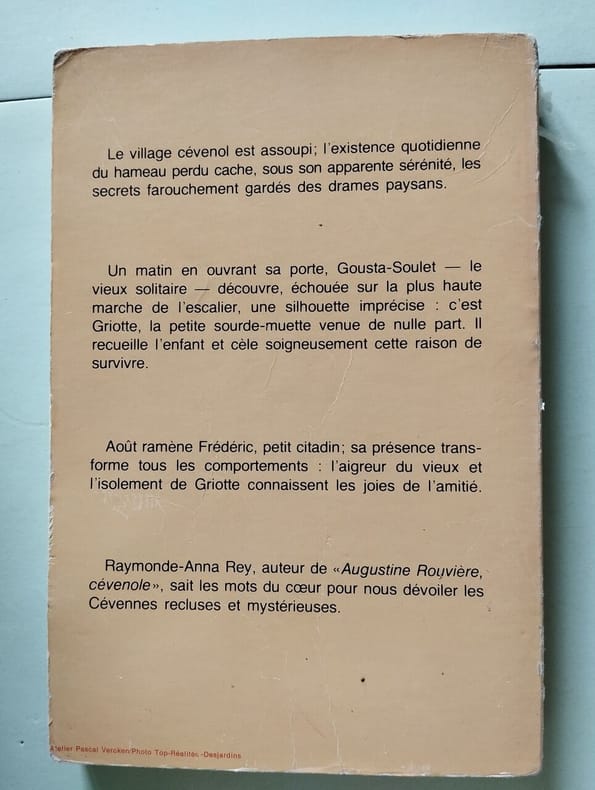 Le village cévenol est assoupi; l'existence quotidienne
du hameau perdu cache, sous son apparente sérénité, les
secrets farouchement gardés des drames paysans.
Un matin en ouvrant sa porte, Gousta-Soulet — le
vieux solitaire — découvre, échouée sur la plus haute
marche de l'escalier, une silhouette imprécise : c'est
Griotte, la petite sourde-muette venue de nulle part. Il
recueille l'enfant et cèle soigneusement cette raison de
survivre.
Août ramène Frédéric, petit citadin; sa présence trans-
forme tous les comportements : l'aigreur du vieux et
l'isolement de Griotte connaissent les joies de l'amitié.
Raymonde-Anna Rey, auteur de «Augustine Rouvière,
cévenole», sait les mots du cœur pour nous dévoiler les
Cévennes recluses et mystérieuses.
Atelier Pascal Vercken/Photo Top-Réalités-Desjardins